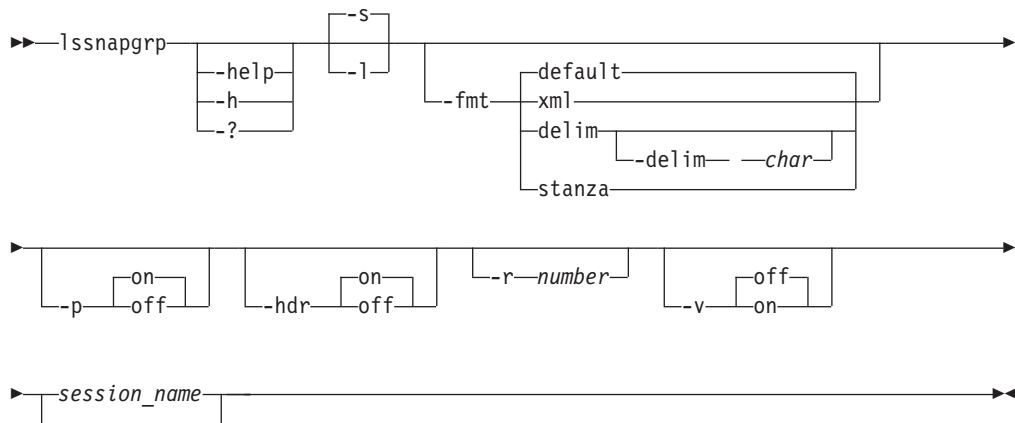 -s
lssnapgrp
-help -l default
-h -fmt xml
-? delim
-delim char
stanza
on on -r number off
-p off -hdr off -v on
session_name